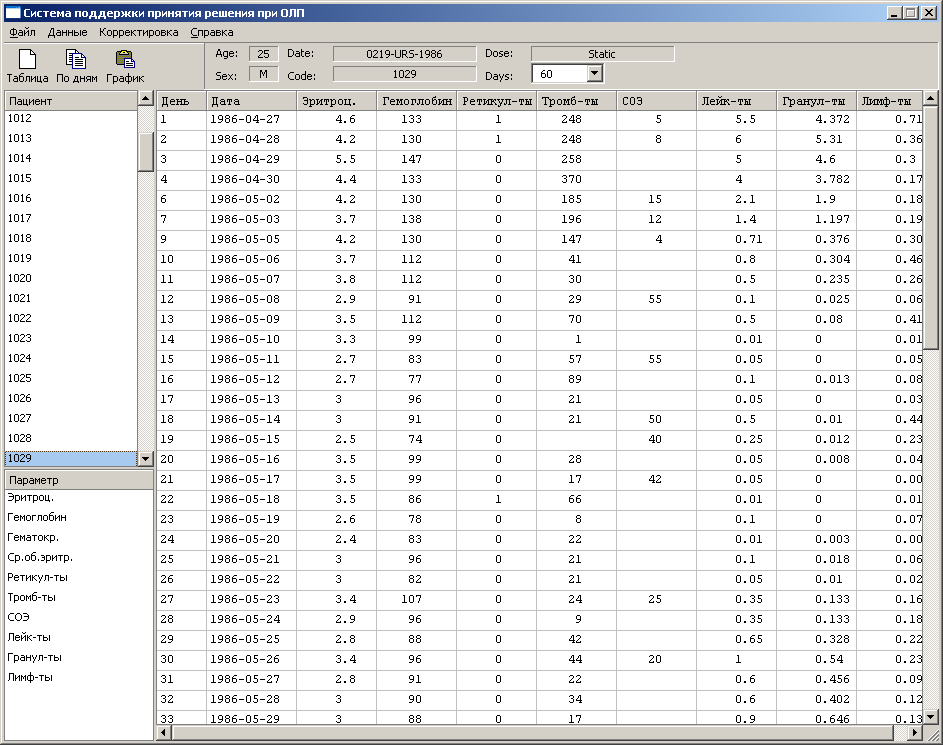 Система поддержки принятия решения при ОЛП
Файл Данные Корректировка Справка
Таблица По дням График
Age: 25 Date: 0219-URS-1986 Dose: Static
Sex: M Code: 1029 Days: 60
Пациент
1012
1013
1014
1015
1016
1017
1018
1019
1020
1021
1022
1023
1024
1025
1026
1027
1028
1029
Параметр
Эритроц.
Гемоглобин
Гематокр.
Ср.об.эритр.
Ретикул-ты
Тромб-ты
СОЭ
Лейк-ты
Гранул-ты
Лимф-ты
День Дата Эритроц. Гемоглобин Ретикул-ты Тромб-ты СОЭ Лейк-ты Гранул-ты Лимф-ты
1 1986-04-27 4.6 133 1 248 5 5.5 4.372 0.71
2 1986-04-28 4.2 130 1 248 8 6 5.31 0.36
3 1986-04-29 5.5 147 0 258 5 4.6 0.3
4 1986-04-30 4.4 133 0 370 4 3.782 0.17
6 1986-05-02 4.2 130 0 185 15 2.1 1.9 0.18
7 1986-05-03 3.7 138 0 196 12 1.4 1.197 0.19
9 1986-05-05 4.2 130 0 147 4 0.71 0.376 0.30
10 1986-05-06 3.7 112 0 41 0.8 0.304 0.46
11 1986-05-07 3.8 112 0 30 0.5 0.235 0.26
12 1986-05-08 2.9 91 0 29 55 0.1 0.025 0.06
13 1986-05-09 3.5 112 0 70 0.5 0.08 0.41
14 1986-05-10 3.3 99 0 1 0.01 0 0.01
15 1986-05-11 2.7 83 0 57 55 0.05 0 0.05
16 1986-05-12 2.7 77 0 89 0.1 0.013 0.08
17 1986-05-13 3 96 0 21 0.05 0 0.03
18 1986-05-14 3 91 0 21 50 0.5 0.01 0.44
19 1986-05-15 2.5 74 0 40 0.25 0.012 0.23
20 1986-05-16 3.5 99 0 28 0.05 0.008 0.04
21 1986-05-17 3.5 99 0 17 42 0.05 0 0.00
22 1986-05-18 3.5 86 1 66 0.01 0 0.01
23 1986-05-19 2.6 78 0 8 0.1 0 0.07
24 1986-05-20 2.4 83 0 22 0.01 0.003 0.00
25 1986-05-21 3 96 0 21 0.1 0.018 0.06
26 1986-05-22 3 82 0 21 0.05 0.01 0.02
27 1986-05-23 3.4 107 0 24 25 0.35 0.133 0.16
28 1986-05-24 2.9 96 0 9 0.35 0.133 0.18
29 1986-05-25 2.8 88 0 42 0.65 0.328 0.22
30 1986-05-26 3.4 96 0 44 20 1 0.54 0.23
31 1986-05-27 2.8 91 0 22 0.6 0.456 0.09
32 1986-05-28 3 90 0 34 0.6 0.402 0.12
33 1986-05-29 3 88 0 17 0.9 0.646 0.13